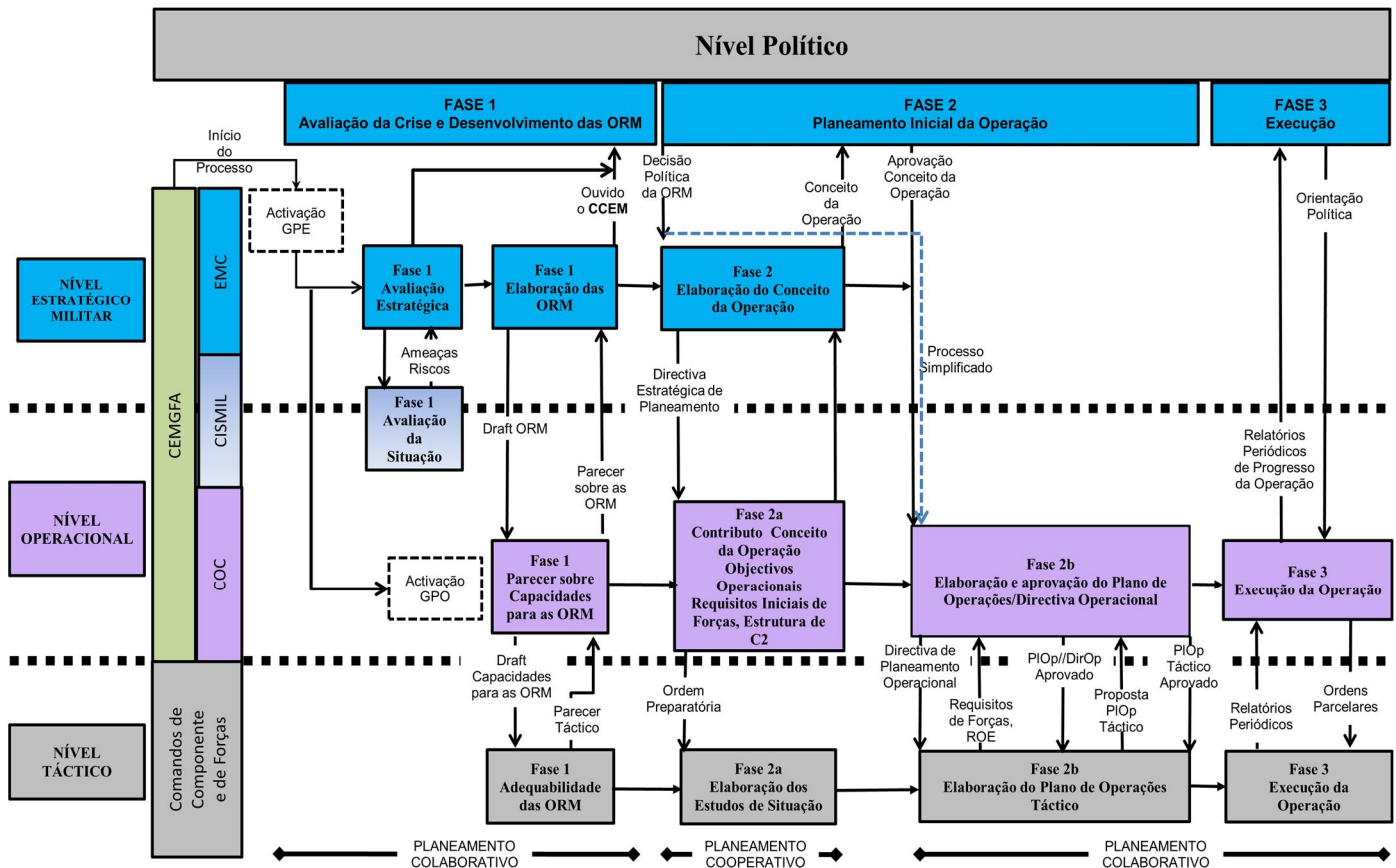 Nível Político
FASE 1
Avaliação da Crise e Desenvolvimento das ORM
FASE 2
Planeamento Inicial da Operação
FASE 3
Execução
Início
do
Processo
Activação
GPE
Ouvido
o CCEM
Decisão
Política
da ORM
Conceito
da
Operação
Aprovação
Conceito da
Operação
Orientação
Política
NÍVEL
ESTRATÉGICO
MILITAR
CEMGFA
EMC
CISMIL
COC
Fase 1
Avaliação
Estratégica
Fase 1
Elaboração das
ORM
Fase 2
Elaboração do Conceito
da Operação
Ameaças
Riscos
Fase 1
Avaliação
da
Situação
Draft ORM
Parecer
sobre as
ORM
Directiva
Estratégica de
Planeamento
Processo
Simplificado
Relatórios
Periódicos
de Progresso
da Operação
NÍVEL
OPERACIONAL
Activação
GPO
Fase 1
Parecer sobre
Capacidades
para as ORM
Fase 2a
Contributo Conceito
da Operação
Objectivos
Operacionais
Requisitos Iniciais de
Forças, Estrutura de
C2
Fase 2b
Elaboração e aprovação do Plano de
Operações/Directiva Operacional
Fase 3
Execução da Operação
Draft
Capacidades
para as ORM
Parecer
Táctico
Ordem
Preparatória
Directiva de
Planeamento
Operacional
Requisitos
de Forças,
ROE
PlOp//DirOp
Aprovado
Proposta
PlOp
Táctico
PlOp
Táctico
Aprovado
Relatórios
Periódicos
Ordens
Parcelares
NÍVEL
TÁCTICO
Comandos de
Componente
e de Forças
Fase 1
Adequabilidade
das ORM
Fase 2a
Elaboração dos
Estudos de Situação
Fase 2b
Elaboração do Plano de Operações
Táctico
Fase 3
Execução da
Operação
PLANEAMENTO
COLABORATIVO
PLANEAMENTO
COOPERATIVO
PLANEAMENTO
COLABORATIVO